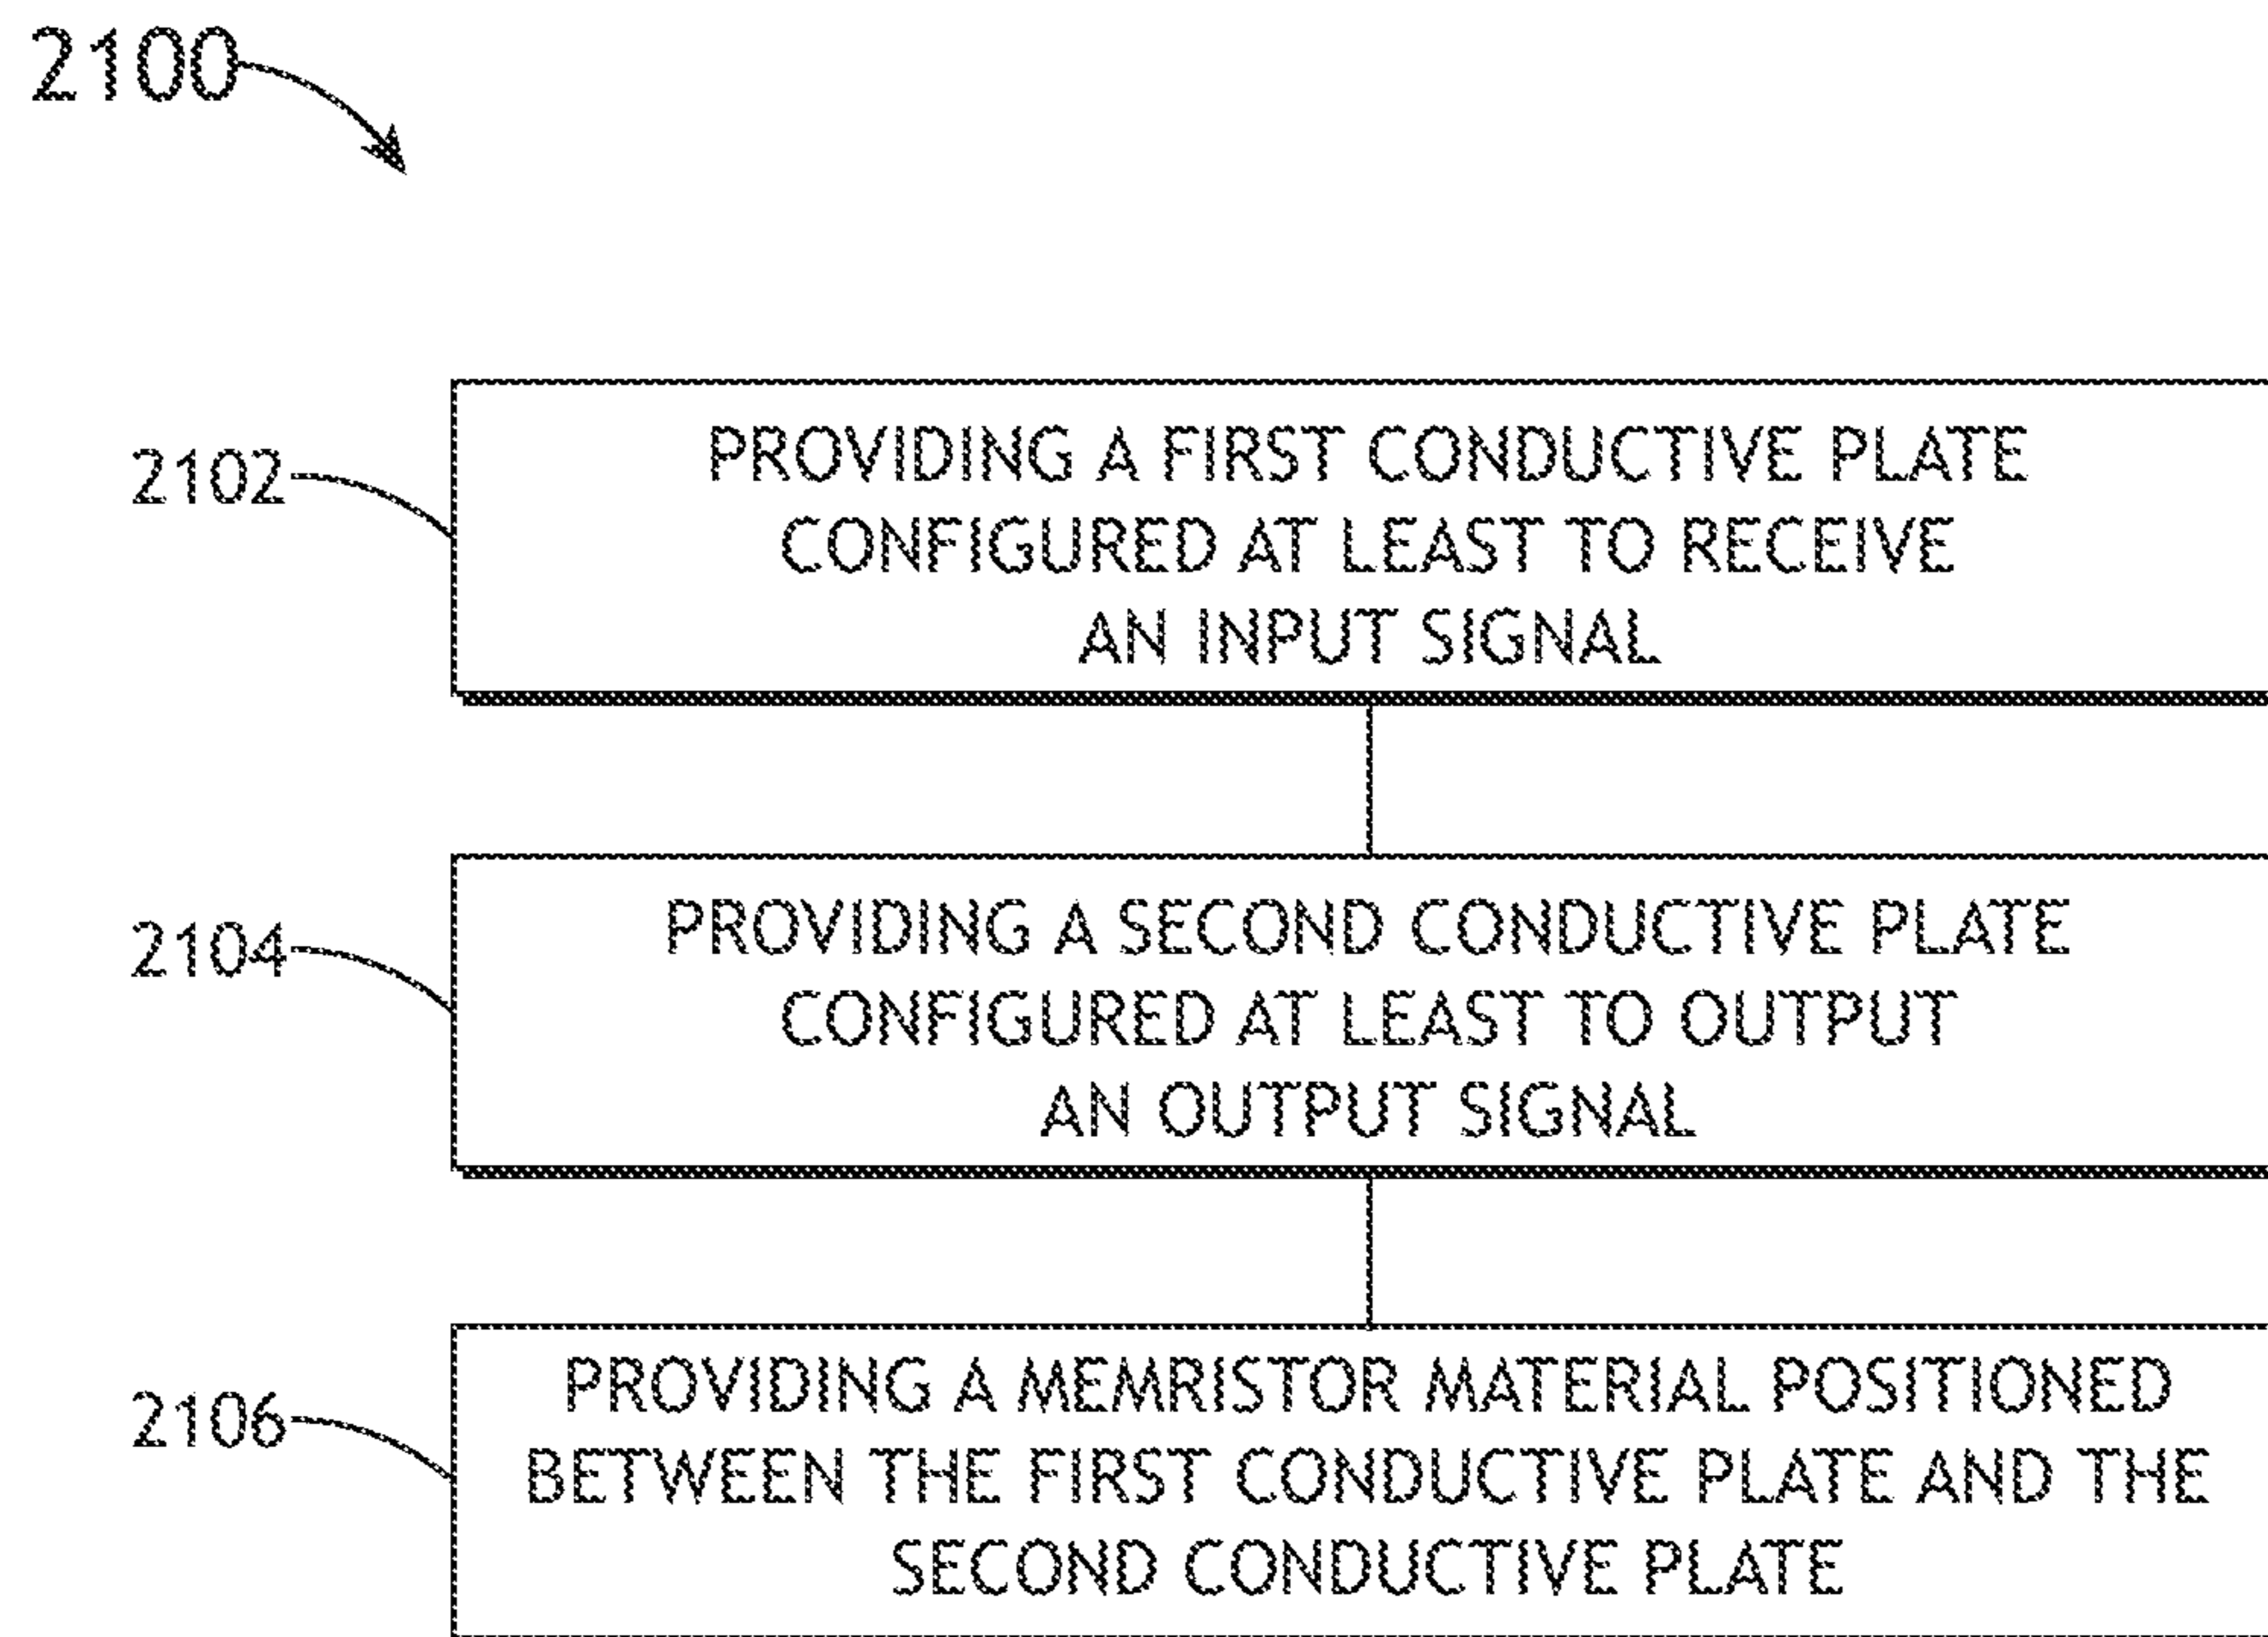 2100
2102
PROVIDING A FIRST CONDUCTIVE PLATE
CONFIGURED AT LEAST TO RECEIVE
AN INPUT SIGNAL
2104
PROVIDING A SECOND CONDUCTIVE PLATE
CONFIGURED AT LEAST TO OUTPUT
AN OUTPUT SIGNAL
2106
PROVIDING A MEMRISTOR MATERIAL POSITIONED
BETWEEN THE FIRST CONDUCTIVE PLATE AND THE
SECOND CONDUCTIVE PLATE